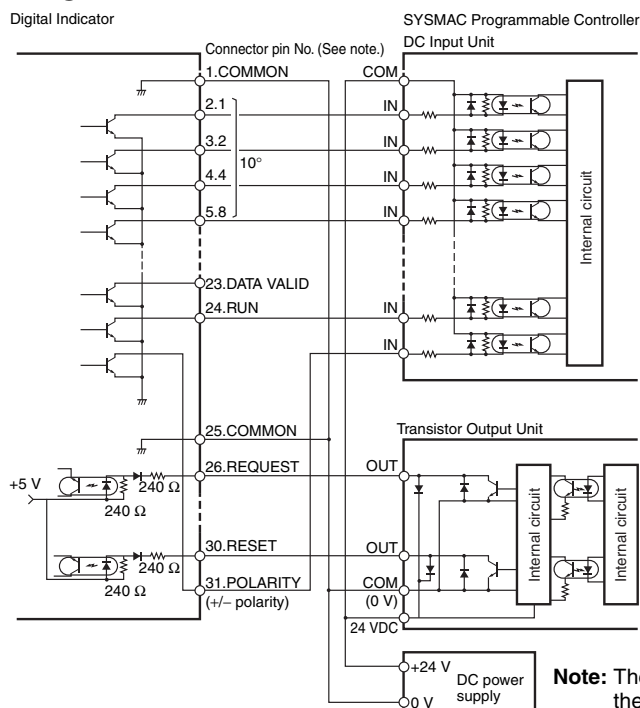 Digital Indicator
SYSMAC Programmable Controller
DC Input Unit
Connector pin No. (See note.)
1.COMMON
COM
2.1
IN
3.2
IN
10°
4.4
IN
5.8
IN
Internal circuit
23.DATA VALID
24.RUN
IN
IN
25.COMMON
Transistor Output Unit
26.REQUEST
OUT
+5 V
240 Ω
240 Ω
Internal circuit
Internal circuit
30.RESET
OUT
240 Ω
240 Ω
31.POLARITY
(+/− polarity)
COM
(0 V)
24 VDC
+24 V
DC power
supply
0 V
Note: The
the